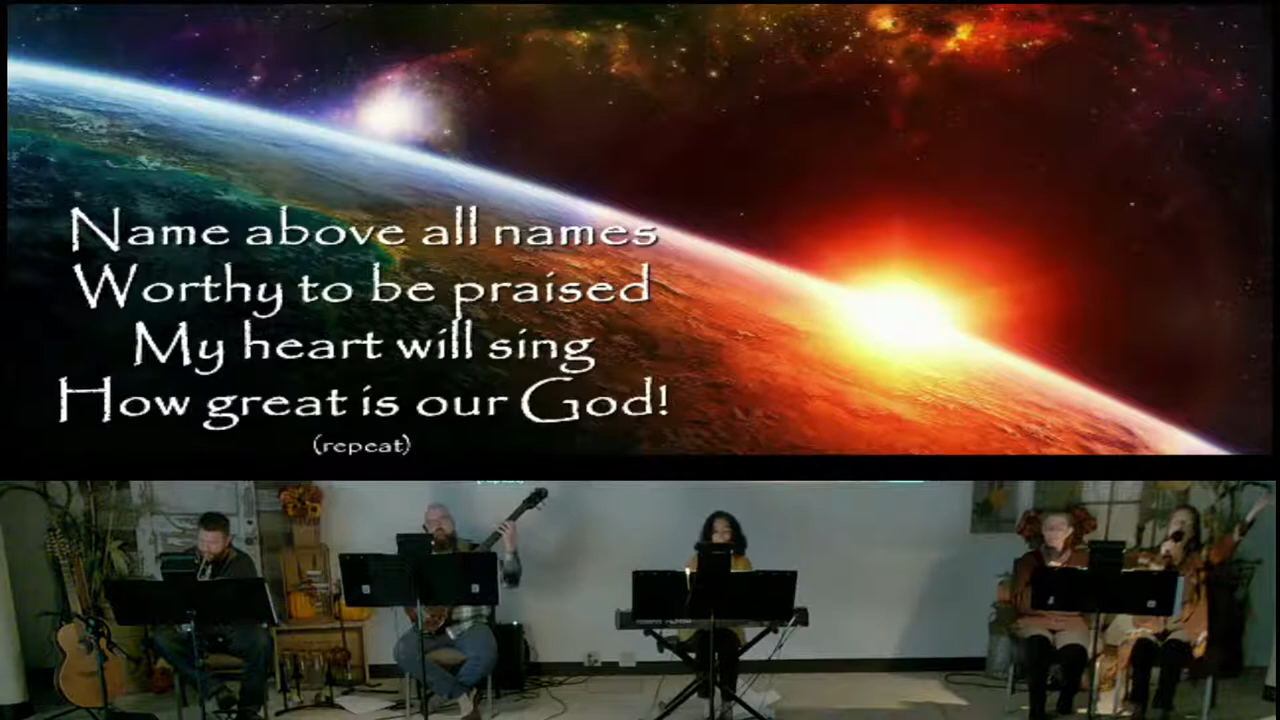 Name above all names
Worthy to be praised
My heart will sing
How great is our God!
(repeat)